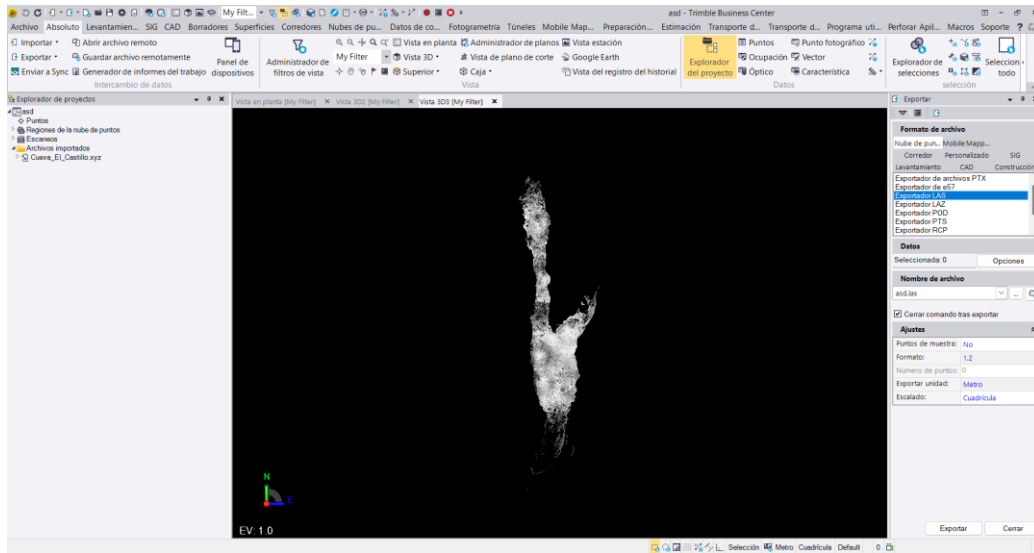 My Filt...
asd - Trimble Business Center
Archivo Absoluto Levantamien... SIG CAD Borradores Superficies Corredores Nubes de pu... Datos de co... Fotogrametría Túneles Mobile Map... Preparación... Estimación Transporte d... Transporte d... Programa uti... Perforar Apil... Macros Soporte ?
Importar Abrir archivo remoto
Exportar Guardar archivo remotamente
Enviar a Sync Generador de informes del trabajo
Panel de dispositivos
Intercambio de datos
Administrador de filtros de vista
Vista en planta Administrador de planos Vista estación
My Filter Vista 3D Vista de plano de corte Google Earth
Superior Caja Vista del registro del historial
Vista
Explorador del proyecto
Puntos Punto fotográfico
Ocupación Vector
Óptico Característica
Datos
Explorador de selecciones
Seleccion todo
selección
Explorador de proyectos
asd
Puntos
Regiones de la nube de puntos
Escaneos
Archivos importados
Cueva_El_Castillo.xyz
Vista en planta [My Filter] Vista 3D2 [My Filter] Vista 3D3 [My Filter]
N
E
EV: 1.0
Exportar
Formato de archivo
Nube de pun... Mobile Mapp...
Corredor Personalizado SIG
Levantamiento CAD Construcción
Exportador de archivos PTX
Exportador de e57
Exportador LAS
Exportador LAZ
Exportador POD
Exportador PTS
Exportador RCP
Datos
Seleccionada: 0 Opciones
Nombre de archivo
asd.las ...
Cerrar comando tras exportar
Ajustes
Puntos de muestra: No
Formato: 1.2
Número de puntos: 0
Exportar unidad: Metro
Escalado: Cuadrícula
Exportar Cerrar
Selección Metro Cuadrícula Default 0